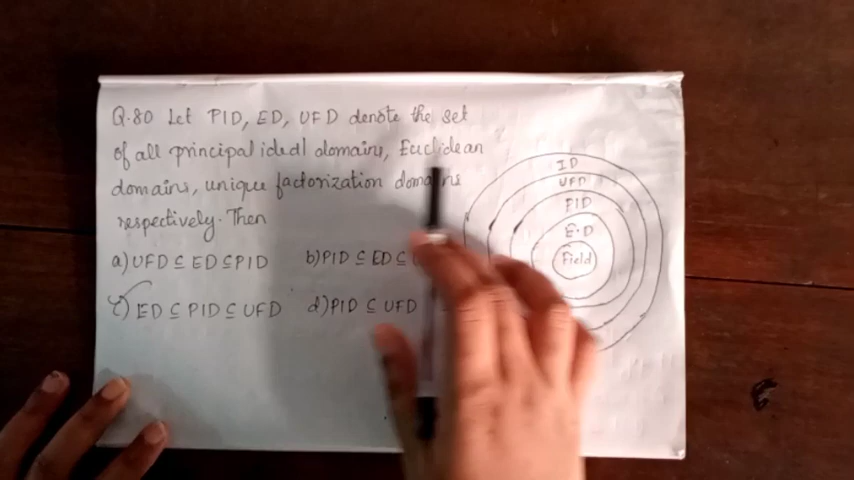 Q.80 Let PID, ED, UFD denote the set
of all principal ideal domains, Euclidean
domains, unique factorization domains
respectively. Then
a) UFD ⊆ ED ⊆ PID
b) PID ⊆ ED ⊆
c) ED ⊆ PID ⊆ UFD
d) PID ⊆ UFD
ID
UFD
PID
E.D
Field